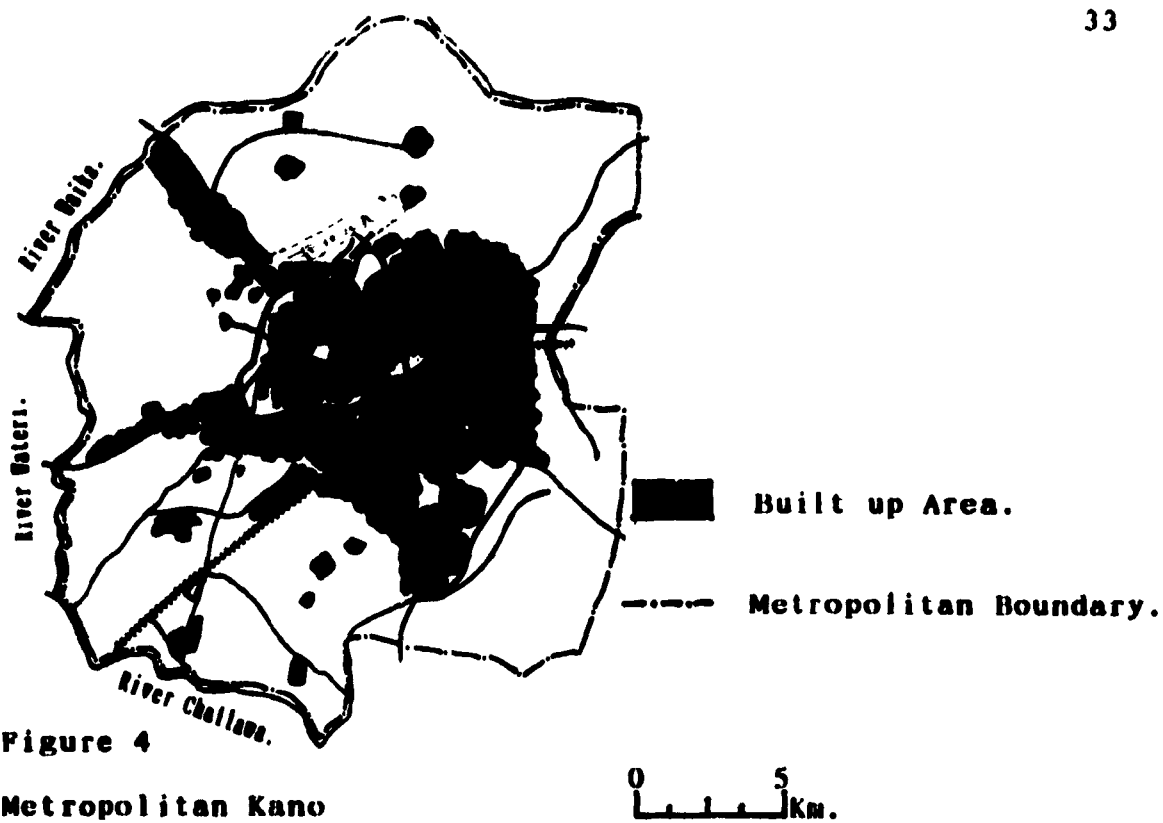 33
River Watari.
Built up Area.
Metropolitan Boundary.
River Challawa.
Figure 4
Metropolitan Kano
0 5
Km.